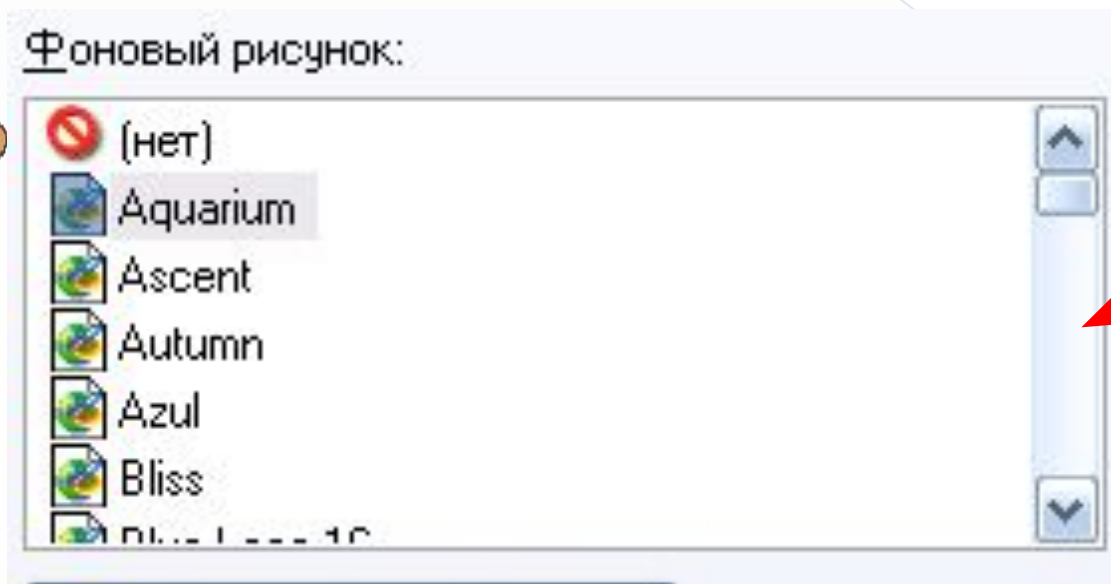 Фоновый рисунок:
(нет)
Aquarium
Ascent
Autumn
Azul
Bliss